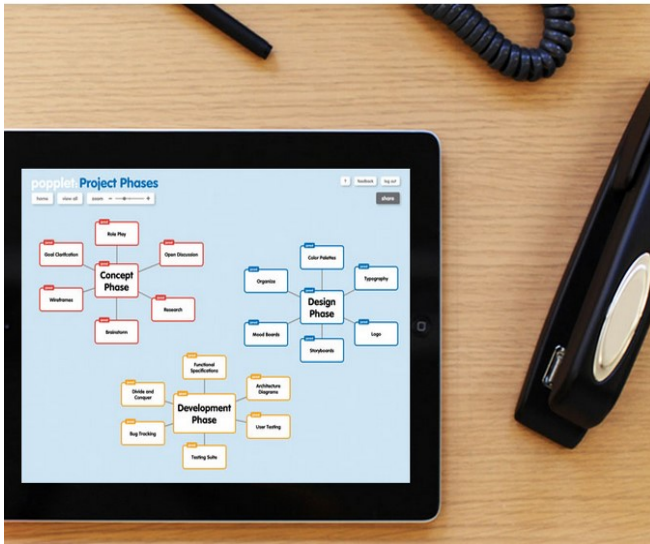 popplet: Project Phases
?
feedback
log out
home
view all
zoom - +
share
Role Play
Goal Clarification
Open Discussion
Concept
Phase
Wireframes
Research
Brainstorm
Color Palettes
Organize
Typography
Design
Phase
Mood Boards
Logo
Storyboards
Functional
Specifications
Divide and
Conquer
Architecture
Diagrams
Development
Phase
Bug Tracking
User Testing
Testing Suite